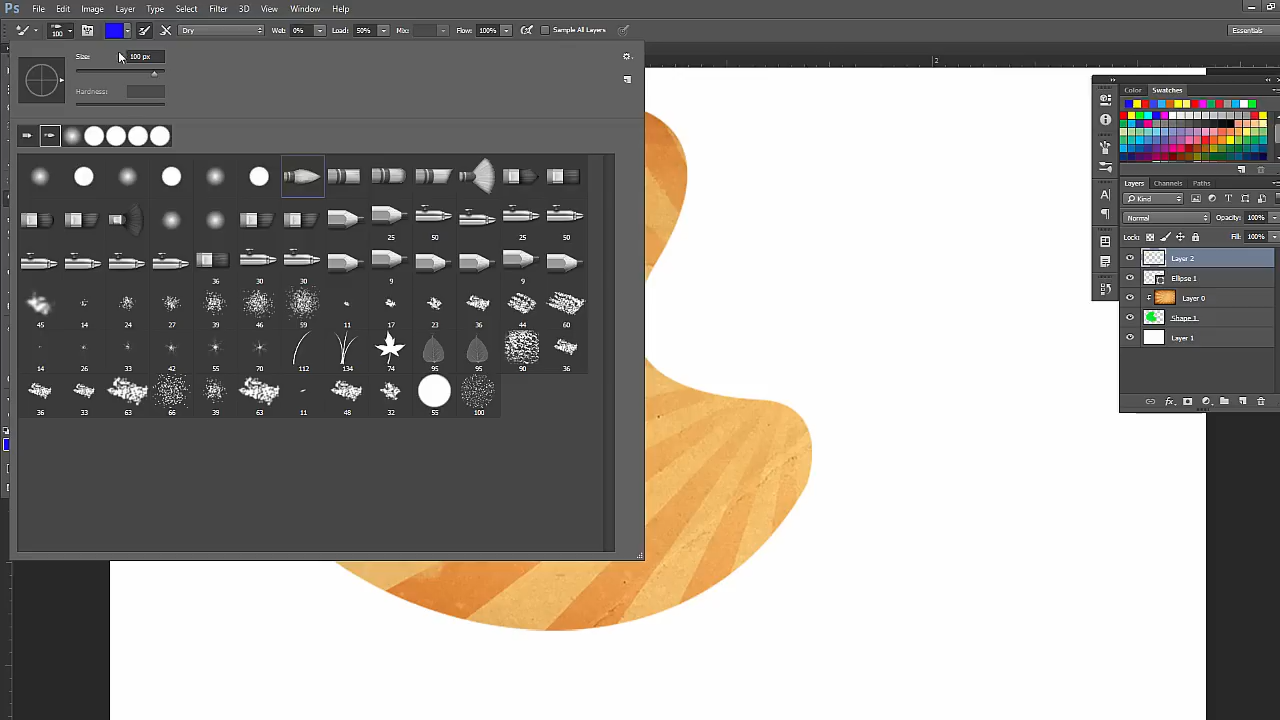 Ps File Edit Image Layer Type Select Filter 3D View Window Help
100 Dry Wet: 0% Load: 50% Mix: Flow: 100% Sample All Layers Essentials
Size: 100 px
Hardness:
2
Color Swatches
Layers Channels Paths
Kind
Normal Opacity: 100%
Lock: Fill: 100%
Layer 2
Ellipse 1
Layer 0
Shape 1
Layer 1
25 50 25 50
36 30 30 9 9
45 14 24 27 39 46 59 11 17 23 36 44 60
14 26 33 42 55 70 112 134 74 95 95 90 36
36 33 63 66 39 63 11 48 32 55 100